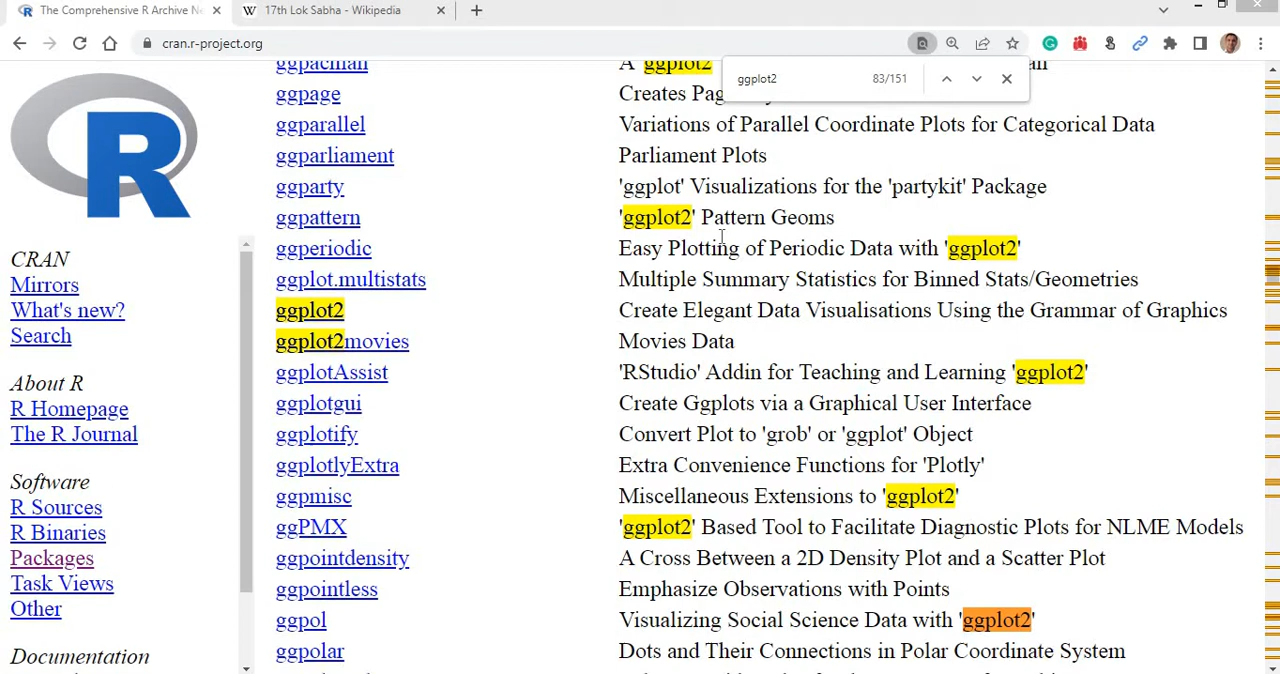 The Comprehensive R Archive Ne
17th Lok Sabha - Wikipedia
cran.r-project.org
ggplot2 83/151
R
CRAN
Mirrors
What's new?
Search
About R
R Homepage
The R Journal
Software
R Sources
R Binaries
Packages
Task Views
Other
Documentation
ggpacman A 'ggplot2
ggpage Creates Pag
ggparallel Variations of Parallel Coordinate Plots for Categorical Data
ggparliament Parliament Plots
ggparty 'ggplot' Visualizations for the 'partykit' Package
ggpattern 'ggplot2' Pattern Geoms
ggperiodic Easy Plotting of Periodic Data with 'ggplot2'
ggplot.multistats Multiple Summary Statistics for Binned Stats/Geometries
ggplot2 Create Elegant Data Visualisations Using the Grammar of Graphics
ggplot2movies Movies Data
ggplotAssist 'RStudio' Addin for Teaching and Learning 'ggplot2'
ggplotgui Create Ggplots via a Graphical User Interface
ggplotify Convert Plot to 'grob' or 'ggplot' Object
ggplotlyExtra Extra Convenience Functions for 'Plotly'
ggpmisc Miscellaneous Extensions to 'ggplot2'
ggPMX 'ggplot2' Based Tool to Facilitate Diagnostic Plots for NLME Models
ggpointdensity A Cross Between a 2D Density Plot and a Scatter Plot
ggpointless Emphasize Observations with Points
ggpol Visualizing Social Science Data with 'ggplot2'
ggpolar Dots and Their Connections in Polar Coordinate System